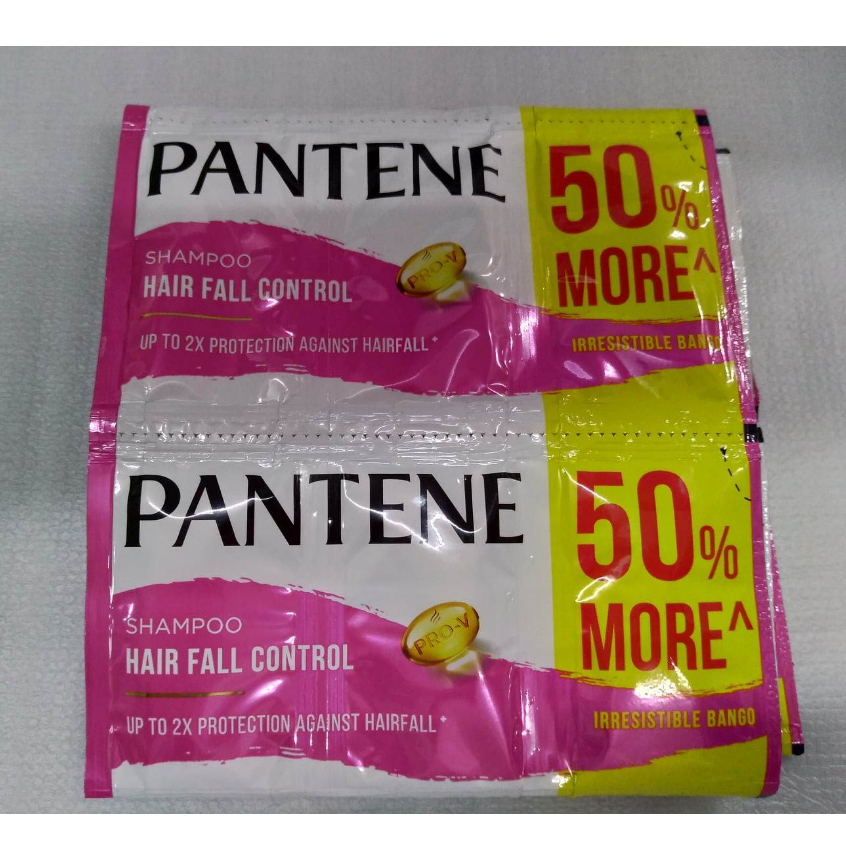 PANTENE
SHAMPOO
HAIR FALL CONTROL
UP TO 2X PROTECTION AGAINST HAIRFALL+
PRO-V
50%
MORE^
IRRESISTIBLE BANGO
PANTENE
SHAMPOO
HAIR FALL CONTROL
UP TO 2X PROTECTION AGAINST HAIRFALL+
PRO-V
50%
MORE^
IRRESISTIBLE BANGO